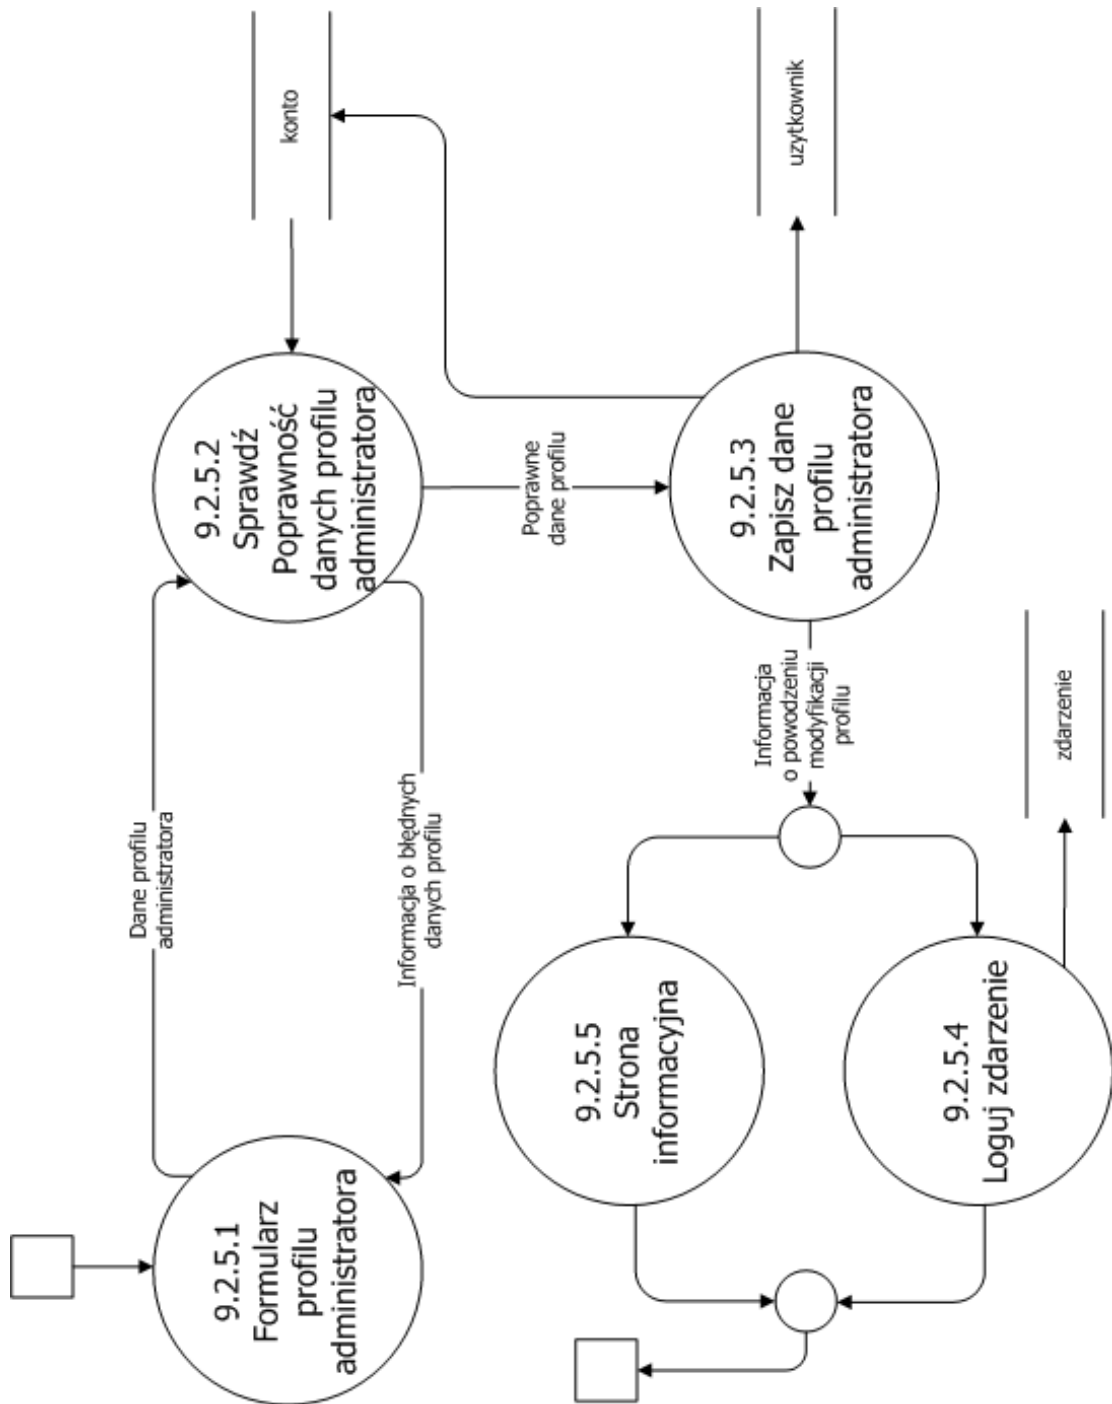 9.2.5.1
Formularz
profilu
administratora
Dane profilu
administratora
Informacja o błędnych
danych profilu
9.2.5.2
Sprawdź
Poprawność
danych profilu
administratora
konto
Poprawne
dane profilu
9.2.5.3
Zapisz dane
profilu
administratora
uzytkownik
Informacja
o powodzeniu
modyfikacji
profilu
9.2.5.5
Strona
informacyjna
9.2.5.4
Loguj zdarzenie
zdarzenie